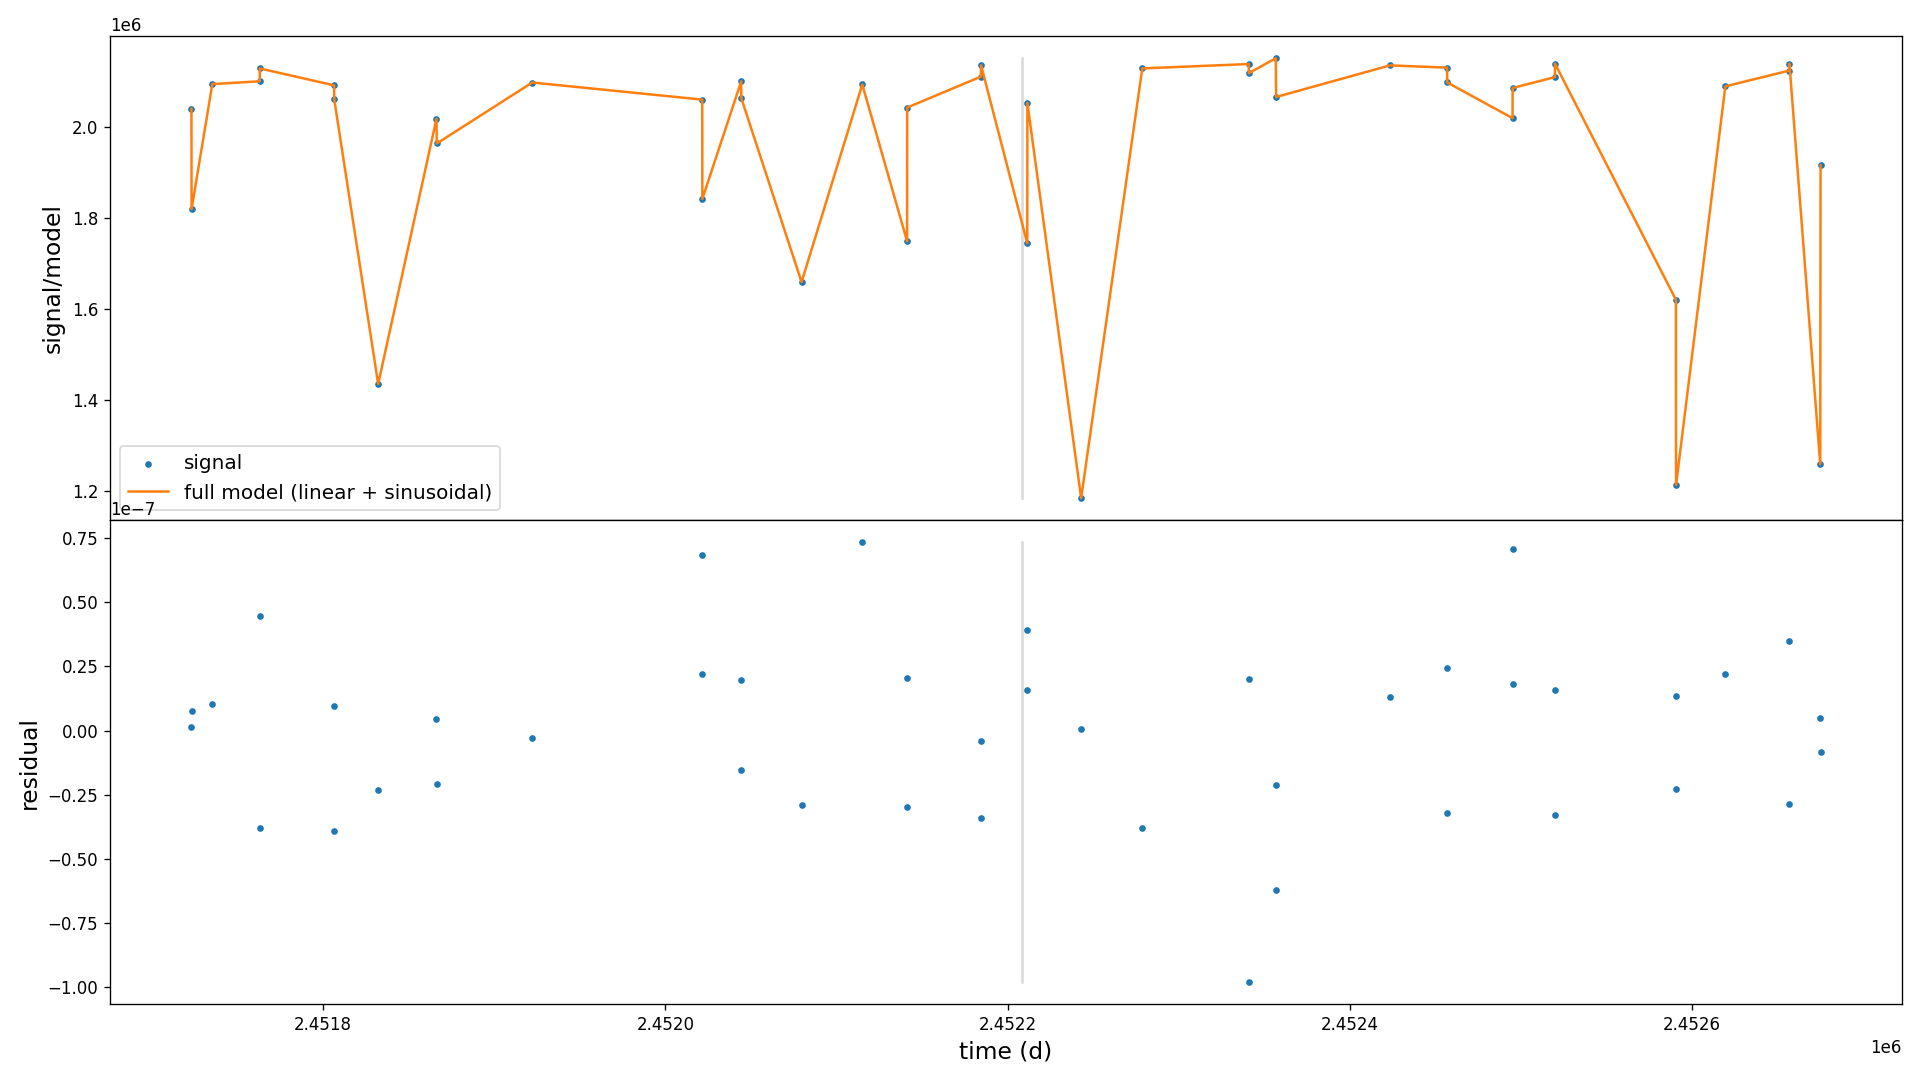 1e6
2.0
1.8
1.6
1.4
1.2
signal/model
signal
full model (linear + sinusoidal)
1e−7
0.75
0.50
0.25
0.00
−0.25
−0.50
−0.75
−1.00
residual
2.4518
2.4520
2.4522
2.4524
2.4526
time (d)
1e6